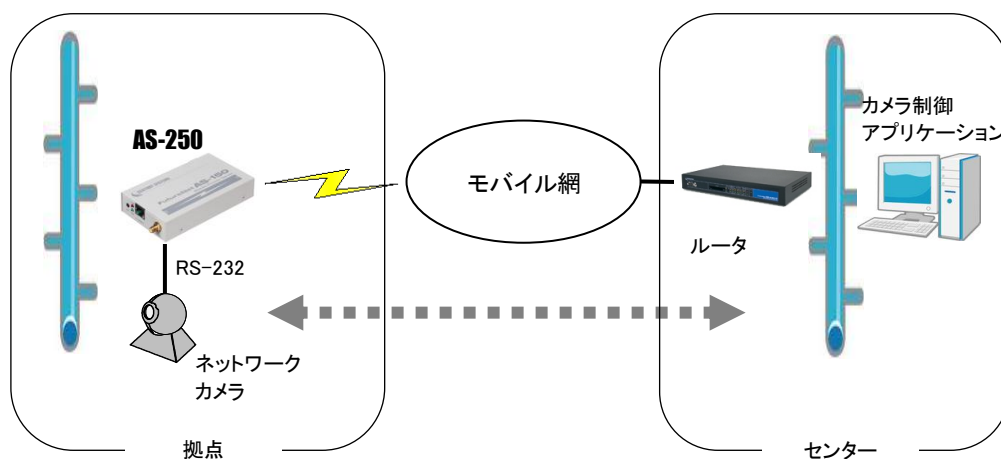 AS-250
RS-232
ネットワーク
カメラ
拠点
モバイル網
ルータ
カメラ制御
アプリケーション
センター